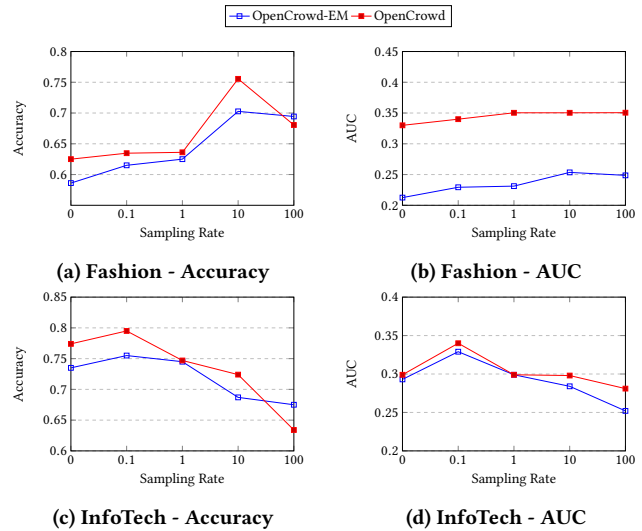 OpenCrowd-EM OpenCrowd
0.8
0.7
0.65
0.6
Accuracy
0 0.1 1 10 100
Sampling Rate
(a) Fashion - Accuracy
0.45
0.4
0.35
0.3
0.25
0.2
AUC
0 0.1 1 10 100
Sampling Rate
(b) Fashion - AUC
0.85
0.8
0.75
0.7
0.65
0.6
Accuracy
0 0.1 1 10 100
Sampling Rate
(c) InfoTech - Accuracy
0.4
0.35
0.3
0.25
0.2
AUC
0 0.1 1 10 100
Sampling Rate
(d) InfoTech - AUC